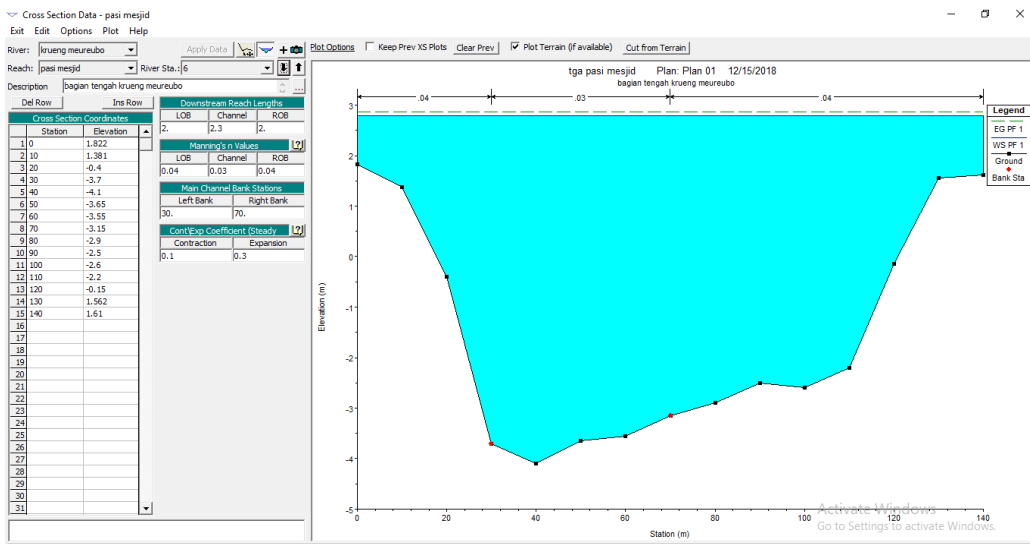 Cross Section Data - pasi mesjid
Exit Edit Options Plot Help
River: krueng meureubo Apply Data Plot Options Keep Prev XS Plots Clear Prev Plot Terrain (if available) Cut from Terrain
Reach: pasi mesjid River Sta.: 6
Description bagian tengah krueng meureubo ...
Del Row Ins Row
Cross Section Coordinates
Station Elevation
1 0 1.822
2 10 1.381
3 20 -0.4
4 30 -3.7
5 40 -4.1
6 50 -3.65
7 60 -3.55
8 70 -3.15
9 80 -2.9
10 90 -2.5
11 100 -2.6
12 110 -2.2
13 120 -0.15
14 130 1.562
15 140 1.61
16
17
18
19
20
21
22
23
24
25
26
27
28
29
30
31
Downstream Reach Lengths
LOB Channel ROB
2. 2.3 2.
Manning's n Values
LOB Channel ROB
0.04 0.03 0.04
Main Channel Bank Stations
Left Bank Right Bank
30. 70.
Cont\Exp Coefficient (Steady
Contraction Expansion
0.1 0.3
tga pasi mesjid Plan: Plan 01 12/15/2018
bagian tengah krueng meureubo
.04 .03 .04
Legend
EG PF 1
WS PF 1
Ground
Bank Sta
3
2
1
0
-1
-2
-3
-4
-5
Elevation (m)
0 20 40 60 80 100 120 140
Station (m)
Activate Windows
Go to Settings to activate Windows.